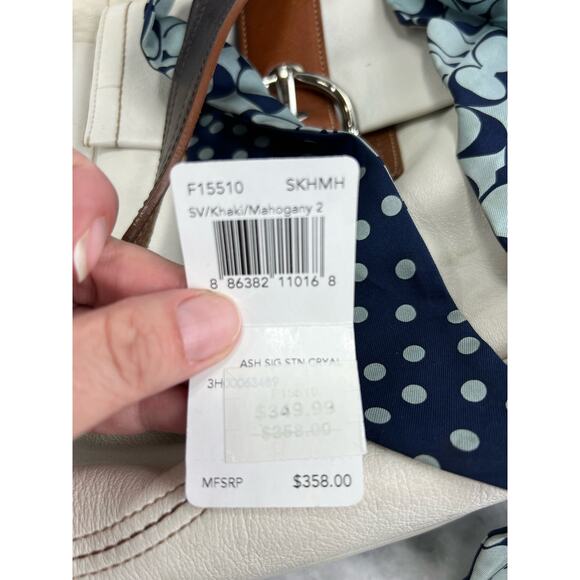 F15510 SKHMH
SV/Khaki/Mahogany 2
8 86382 11016 8
ASH SIG STN CRYAL
3H00063489
F15510
$349.99
$358.00
MFSRP $358.00